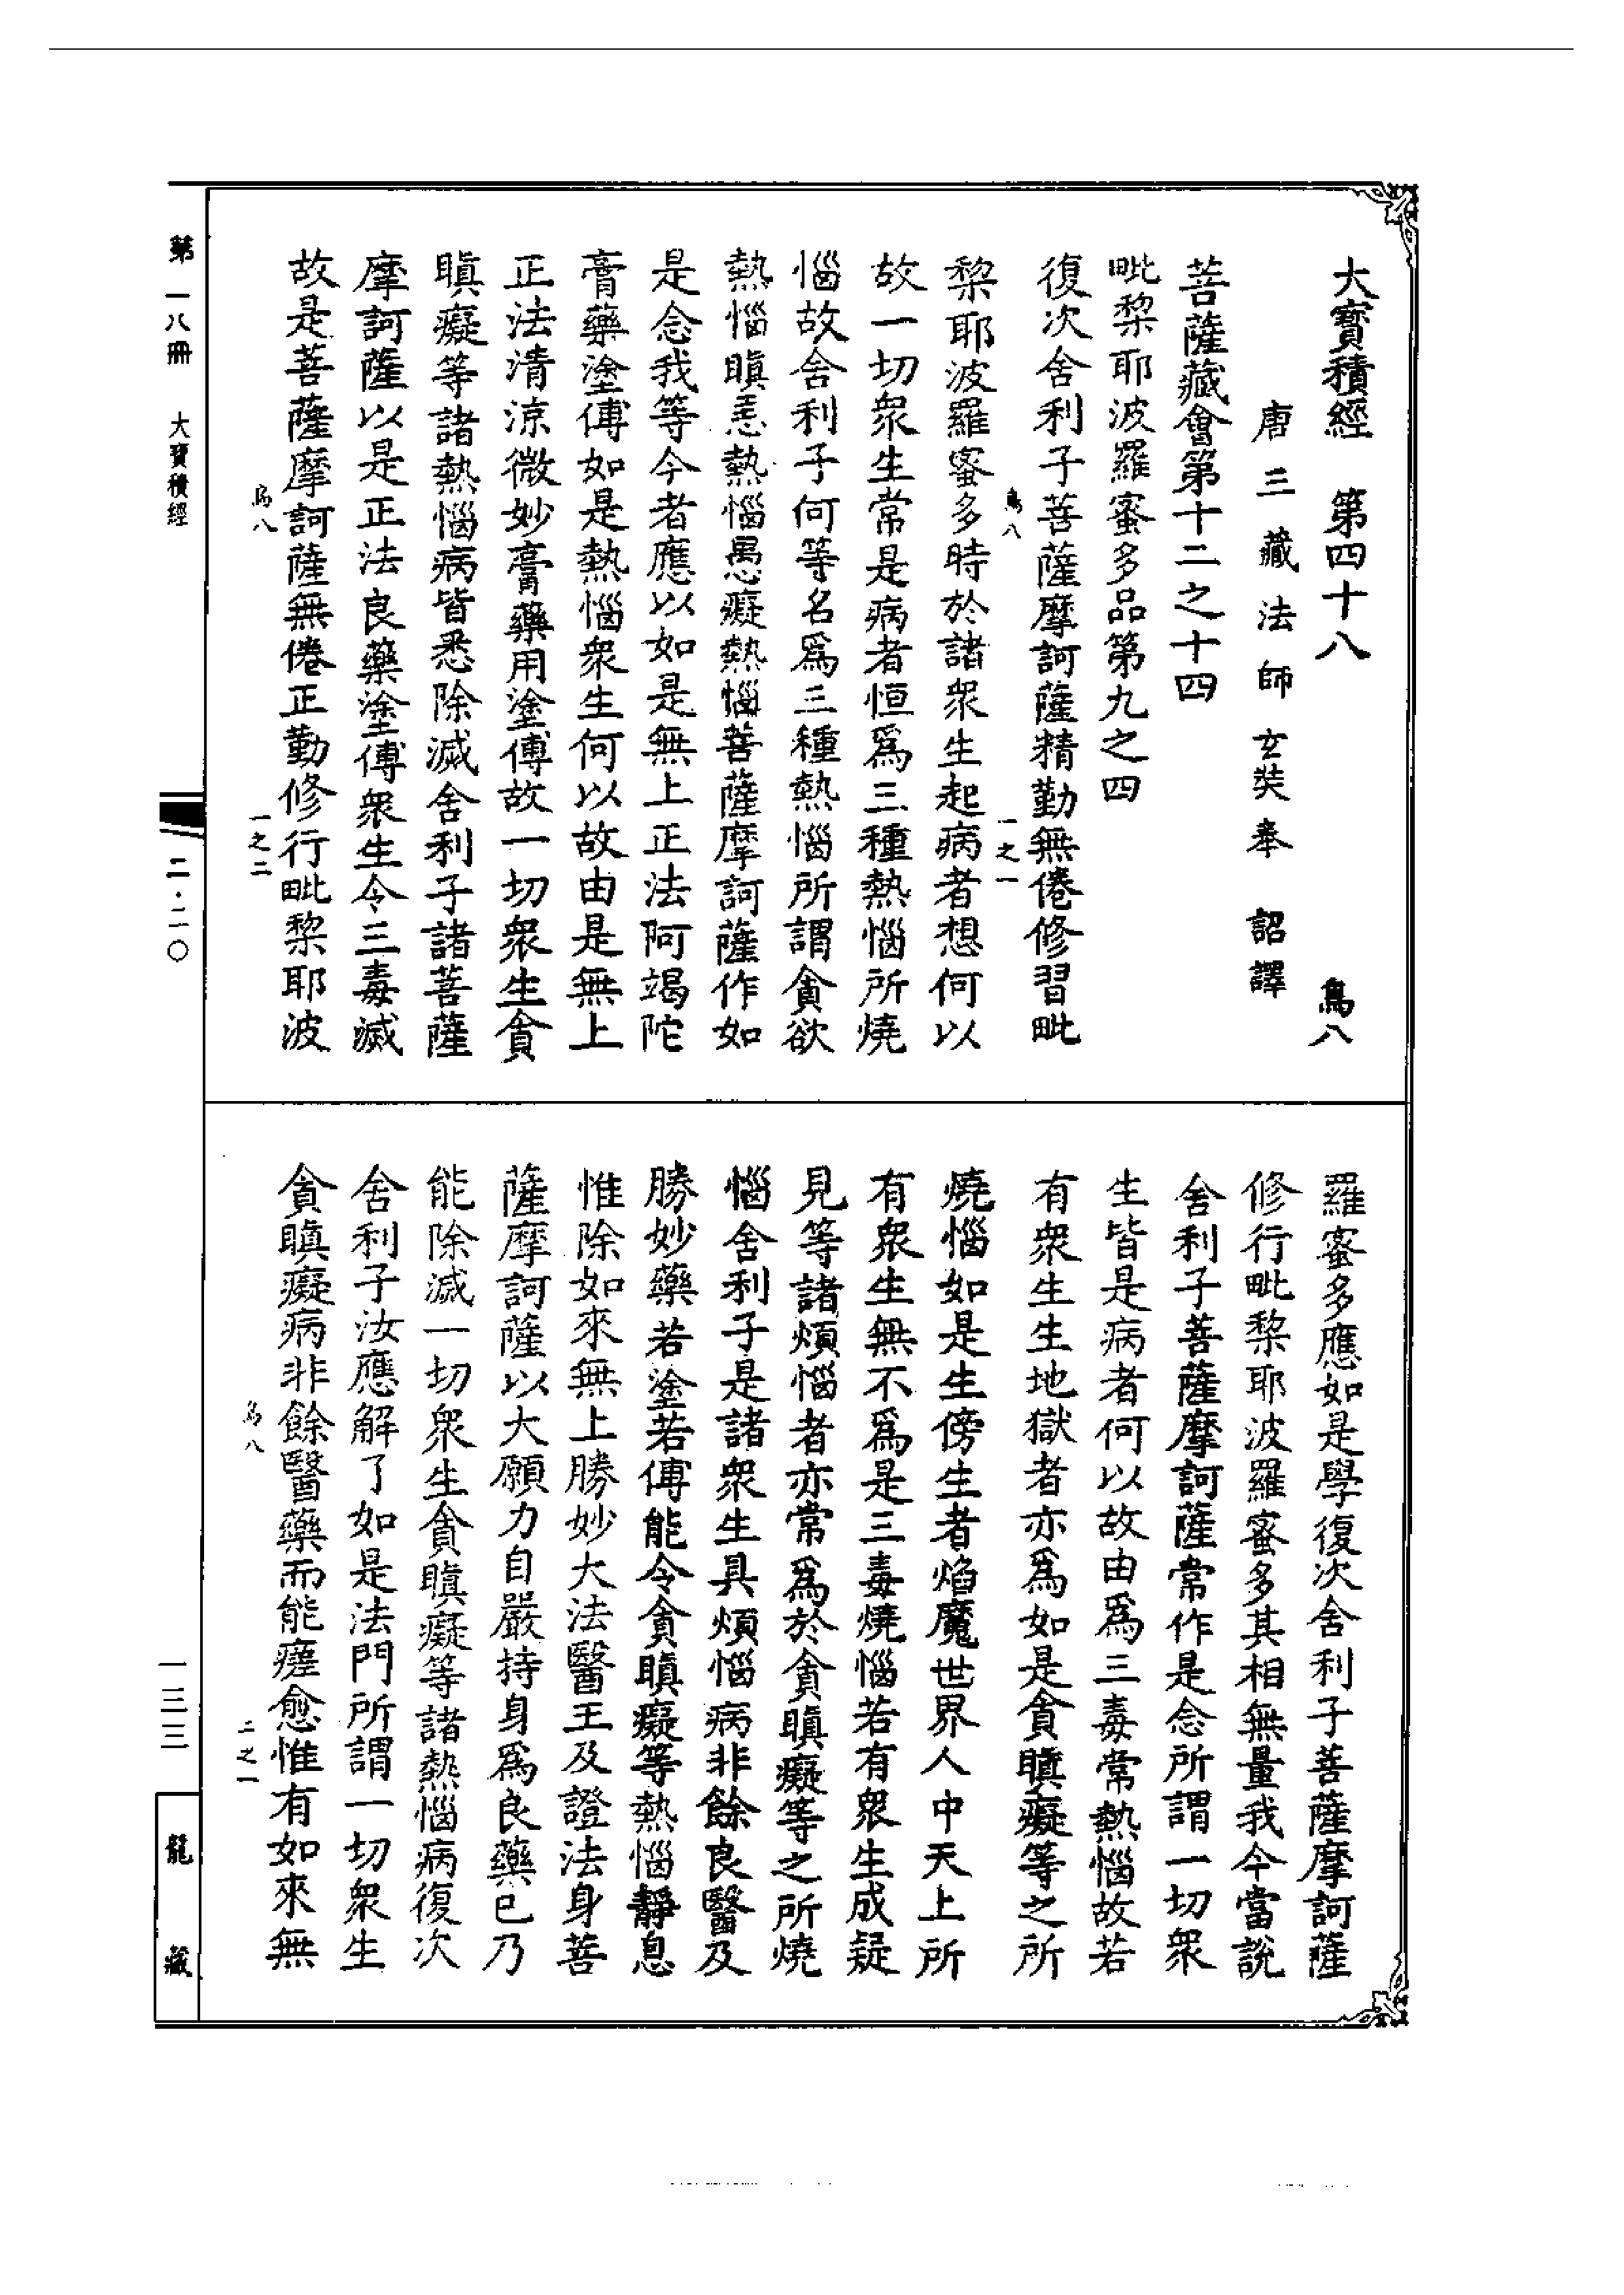 大寶積經　第四十八　　鳥八
唐三藏法師玄奘奉　詔譯
菩薩藏會第十二之十四
毗黎耶波羅蜜多品第九之四
復次舍利子菩薩摩訶薩精勤無倦修習毗
鳥八　一之一
黎耶波羅蜜多時於諸衆生起病者想何以
故一切衆生常是病者恒爲三種熱惱所燒
惱故舍利子何等名爲三種熱惱所謂貪欲
熱惱瞋恚熱惱愚癡熱惱菩薩摩訶薩作如
是念我等今者應以如是無上正法阿竭陀
膏藥塗傅如是熱惱衆生何以故由是無上
正法清涼微妙膏藥用塗傅故一切衆生貪
瞋癡等諸熱惱病皆悉除滅舍利子諸菩薩
摩訶薩以是正法良藥塗傅衆生令三毒滅
故是菩薩摩訶薩無倦正勤修行毗黎耶波
鳥八　一之二
羅蜜多應如是學復次舍利子菩薩摩訶薩
修行毗黎耶波羅蜜多其相無量我今當說
舍利子菩薩摩訶薩常作是念所謂一切衆
生皆是病者何以故由爲三毒常熱惱故若
有衆生生地獄者亦爲如是貪瞋癡等之所
燒惱如是生傍生者焰魔世界人中天上所
有衆生無不爲是三毒燒惱若有衆生成疑
見等諸煩惱者亦常爲於貪瞋癡等之所燒
惱舍利子是諸衆生具煩惱病非餘良醫及
勝妙藥若塗若傅能令貪瞋癡等熱惱靜息
惟除如來無上勝妙大法醫王及證法身菩
薩摩訶薩以大願力自嚴持身爲良藥已乃
能除滅一切衆生貪瞋癡等諸熱惱病復次
舍利子汝應解了如是法門所謂一切衆生
貪瞋癡病非餘醫藥而能痊愈惟有如來無
鳥八　二之一
第一八冊　大寶積經　二·二〇　一三三　龍藏